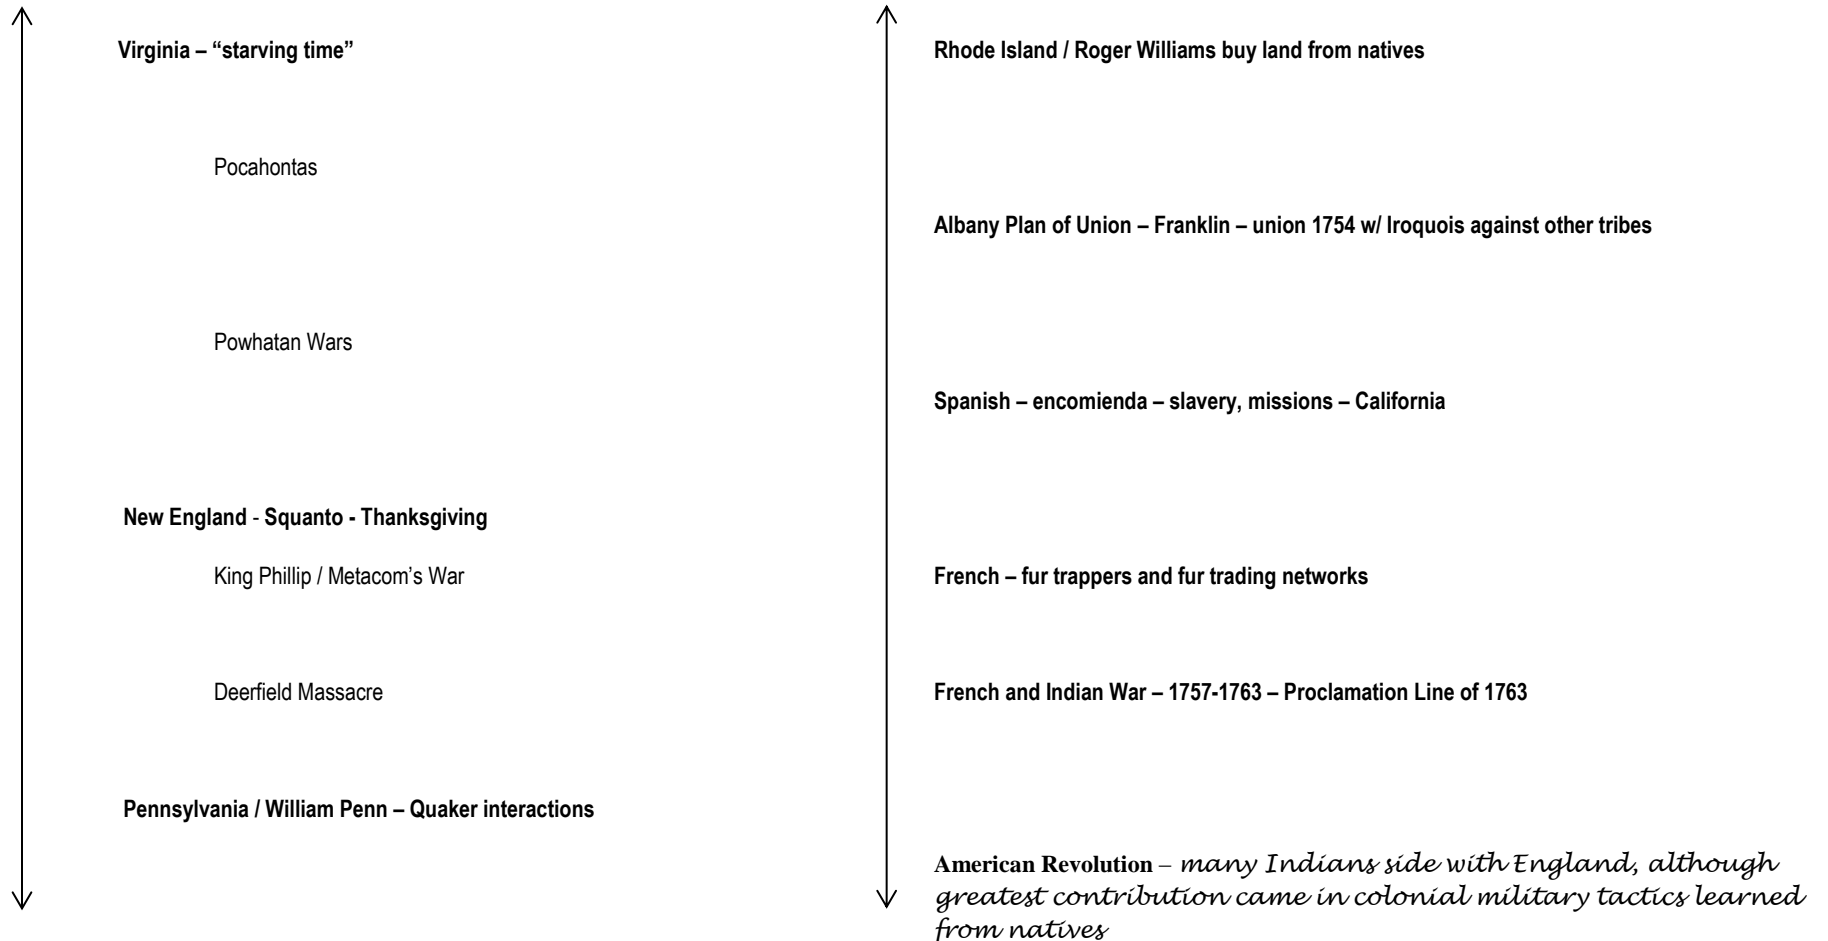 Virginia – “starving time”
Pocahontas
Powhatan Wars
New England - Squanto - Thanksgiving
King Phillip / Metacom’s War
Deerfield Massacre
Pennsylvania / William Penn – Quaker interactions
Rhode Island / Roger Williams buy land from natives
Albany Plan of Union – Franklin – union 1754 w/ Iroquois against other tribes
Spanish – encomienda – slavery, missions – California
French – fur trappers and fur trading networks
French and Indian War – 1757-1763 – Proclamation Line of 1763
American Revolution – many Indians side with England, although
greatest contribution came in colonial military tactics learned
from natives